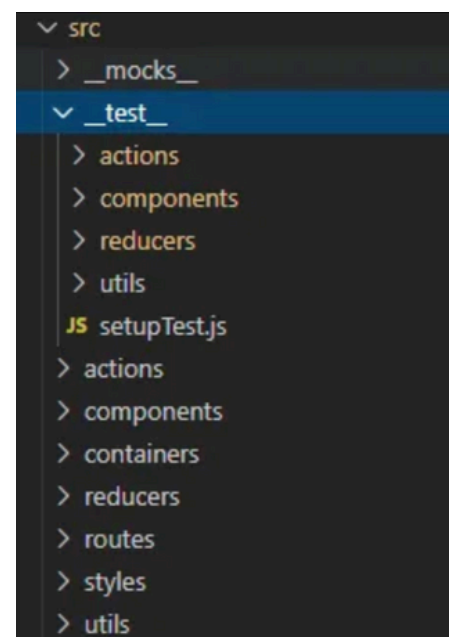 src
__mocks__
__test__
actions
components
reducers
utils
JS setupTest.js
actions
components
containers
reducers
routes
styles
utils